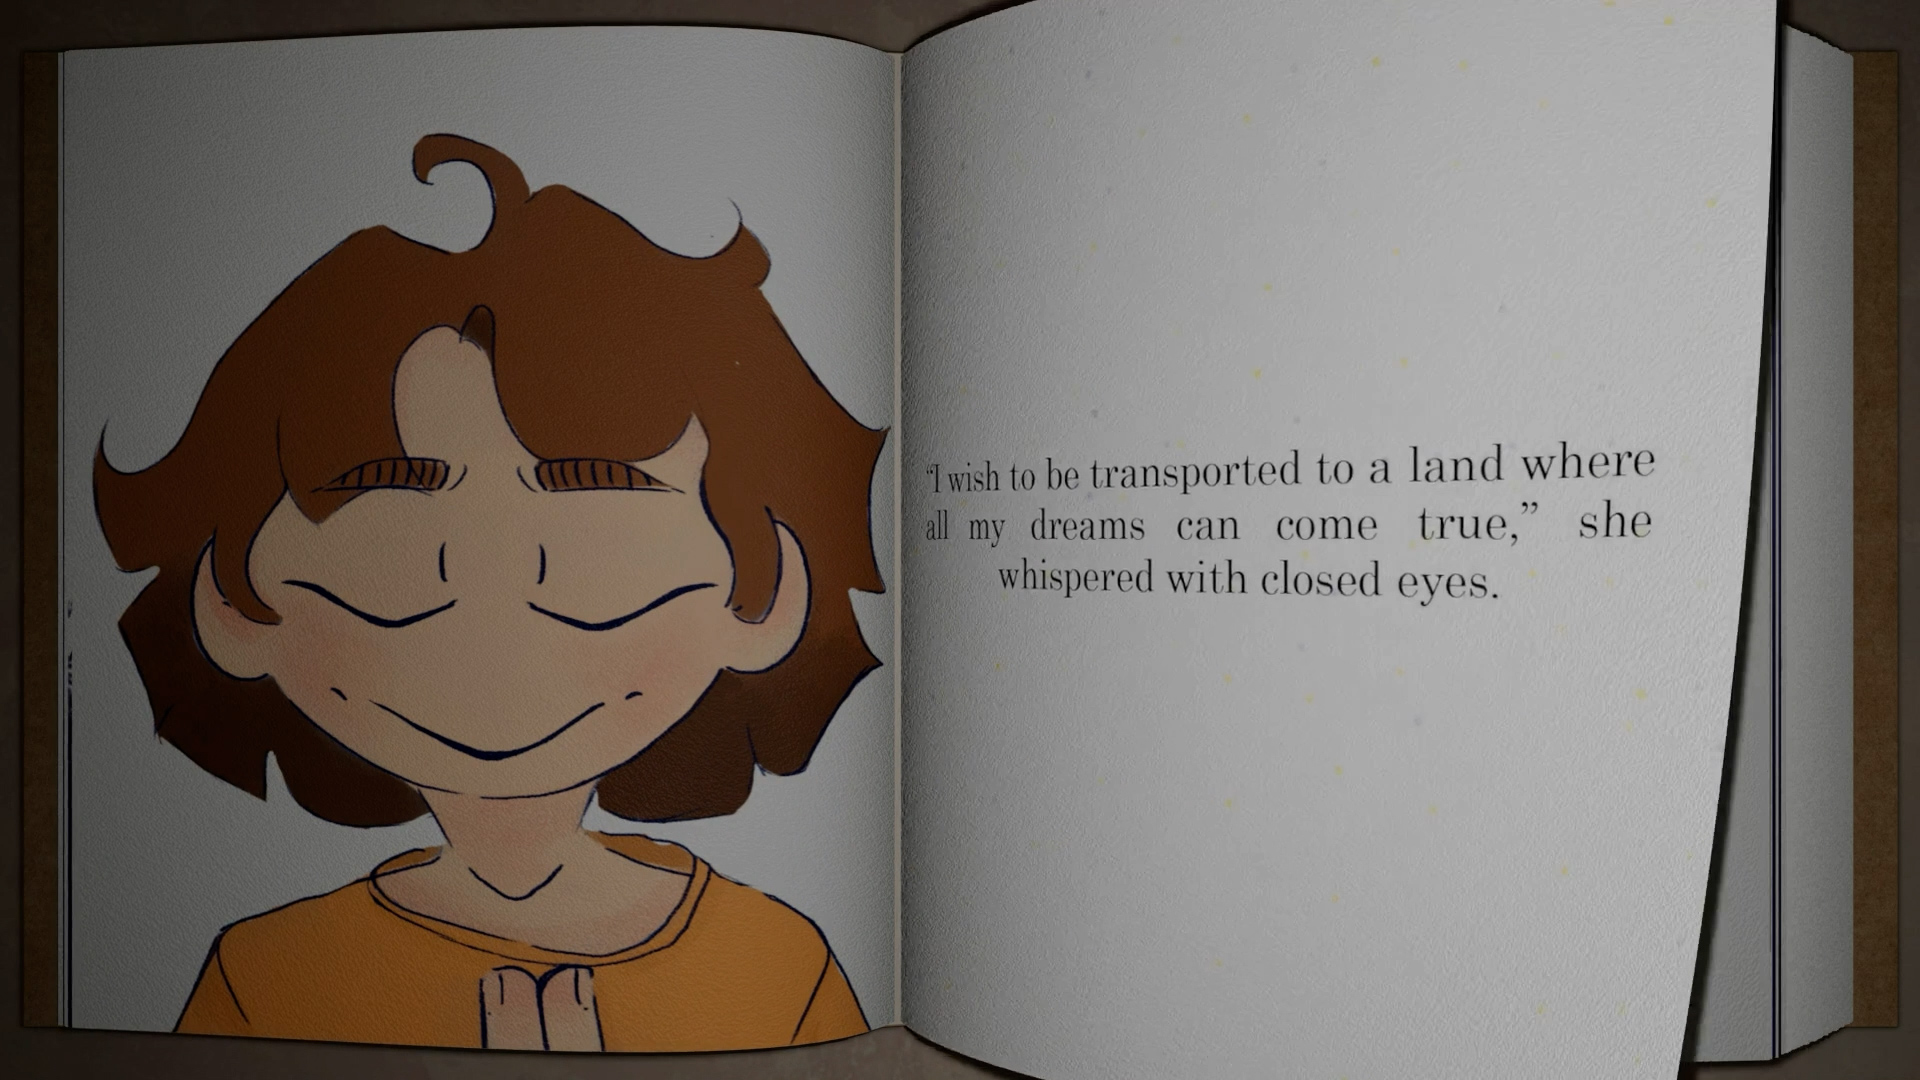 “I wish to be transported to a land where
all my dreams can come true,” she
whispered with closed eyes.